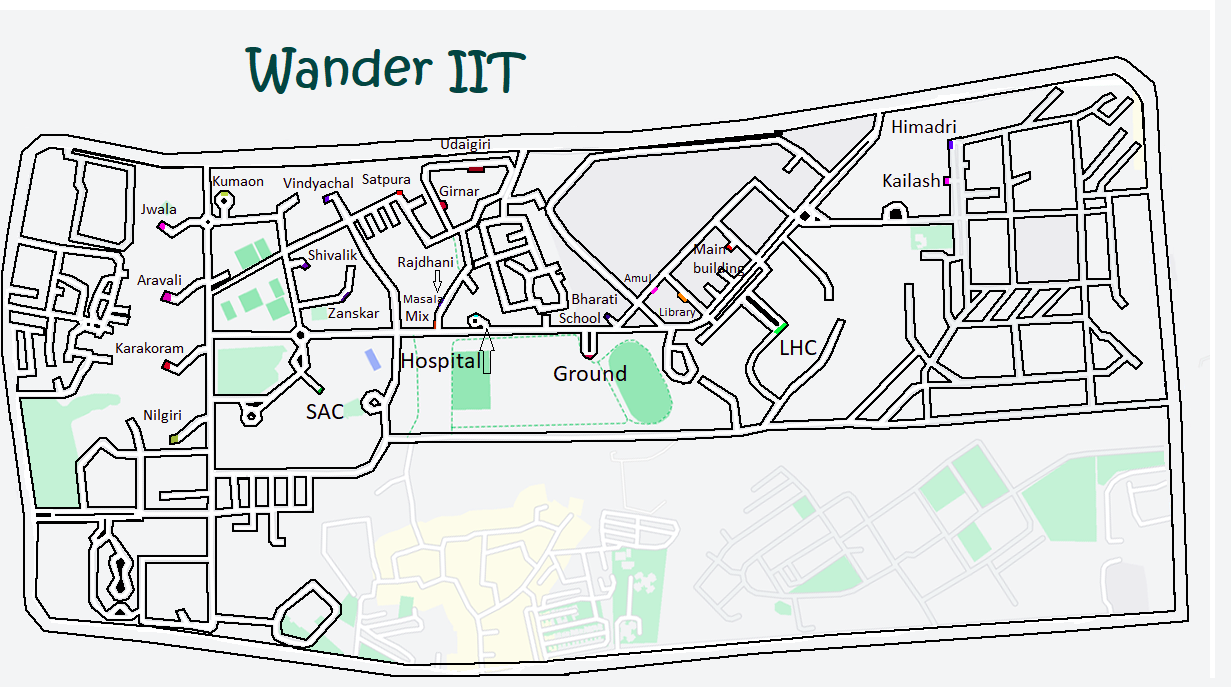 Wander IIT
Udaigiri
Himadri
Kumaon
Vindyachal
Satpura
Girnar
Kailash
Jwala
Main
building
Shivalik
Rajdhani
Aravali
Amul
Masala
Mix
Zanskar
Bharati
School
Library
Karakoram
Hospital
Ground
LHC
Nilgiri
SAC